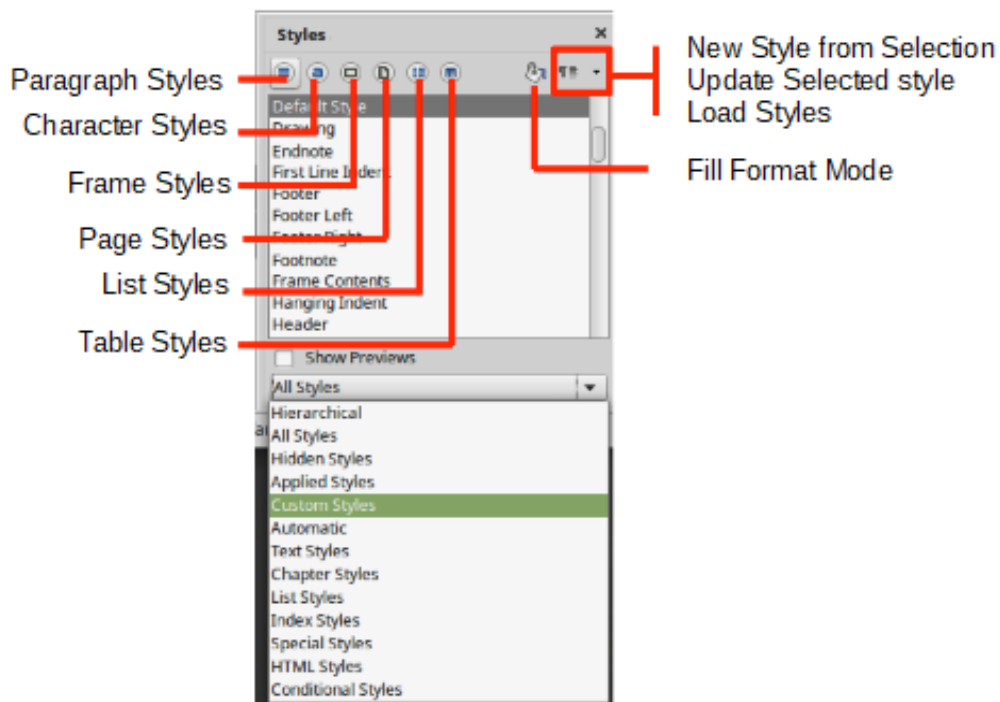 Styles
Paragraph Styles
Character Styles
Frame Styles
Page Styles
List Styles
Table Styles
New Style from Selection
Update Selected style
Load Styles
Fill Format Mode
Default Style
Drawing
Endnote
First Line Indent
Footer
Footer Left
Footer Right
Footnote
Frame Contents
Hanging Indent
Header
Show Previews
All Styles
Hierarchical
All Styles
Hidden Styles
Applied Styles
Custom Styles
Automatic
Text Styles
Chapter Styles
List Styles
Index Styles
Special Styles
HTML Styles
Conditional Styles